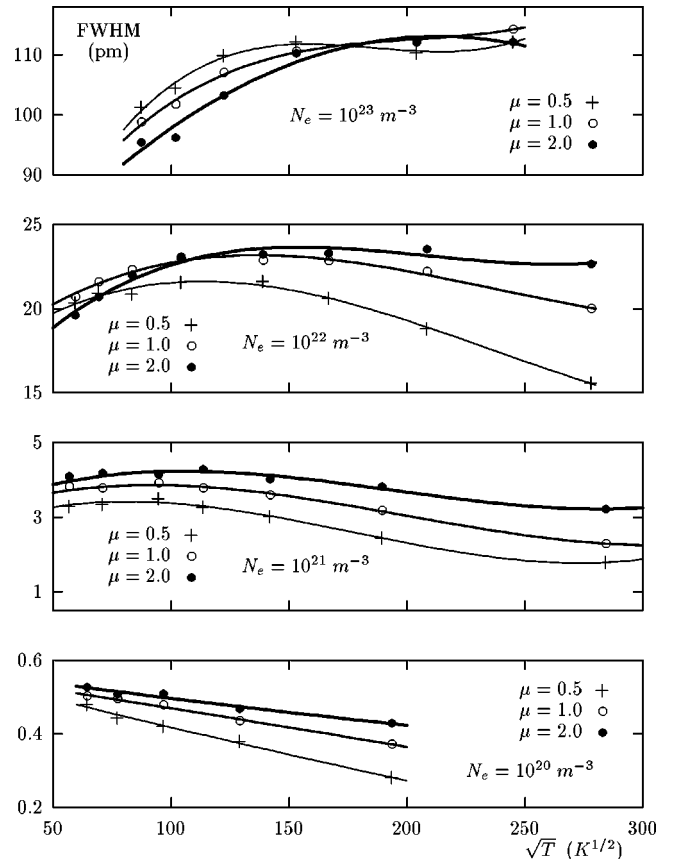 FWHM
(pm)
110
100
90
N_e = 10^23 m^−3
μ = 0.5 +
μ = 1.0 ○
μ = 2.0 ●
25
20
15
μ = 0.5 +
μ = 1.0 ○
μ = 2.0 ●
N_e = 10^22 m^−3
5
3
1
μ = 0.5 +
μ = 1.0 ○
μ = 2.0 ●
N_e = 10^21 m^−3
0.6
0.4
0.2
μ = 0.5 +
μ = 1.0 ○
μ = 2.0 ●
N_e = 10^20 m^−3
50 100 150 200 250 300
√T (K^1/2)